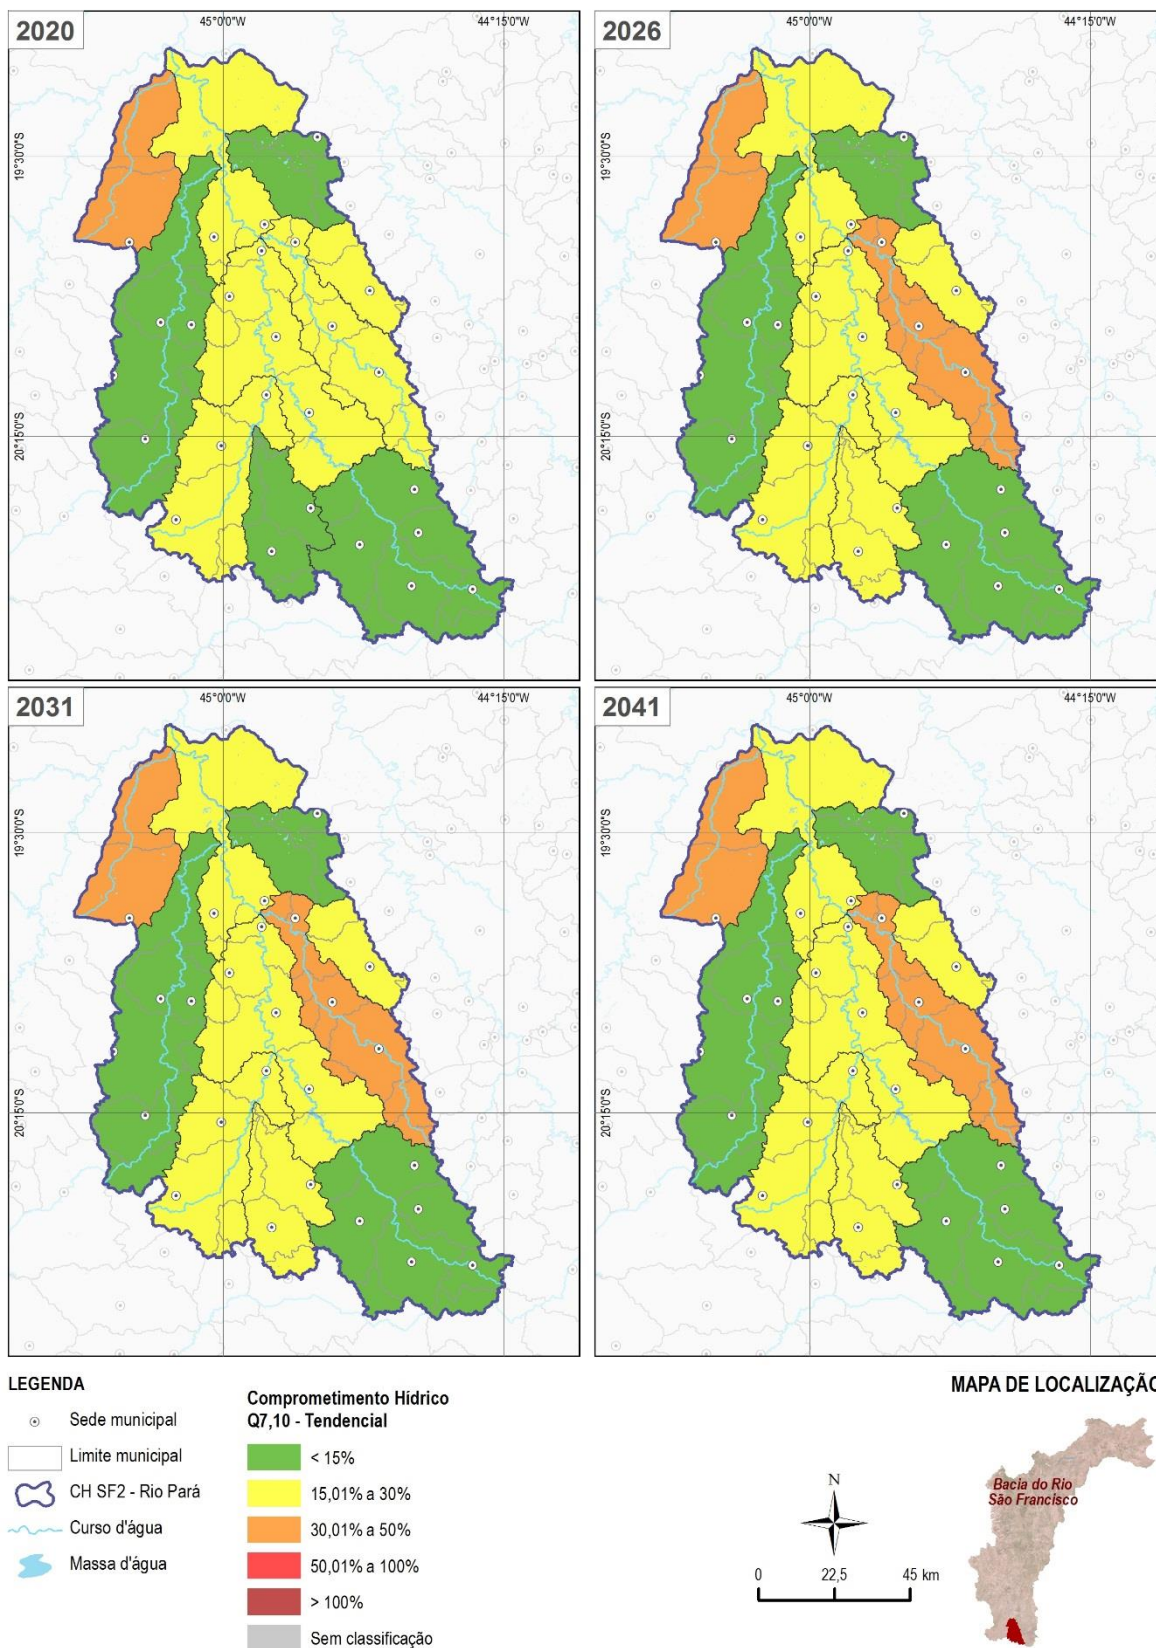 2020
45°0'0"W
44°15'0"W
19°30'0"S
20°15'0"S
2026
45°0'0"W
44°15'0"W
19°30'0"S
20°15'0"S
2031
45°0'0"W
44°15'0"W
19°30'0"S
20°15'0"S
2041
45°0'0"W
44°15'0"W
19°30'0"S
20°15'0"S
LEGENDA
Sede municipal
Limite municipal
CH SF2 - Rio Pará
Curso d'água
Massa d'água
Comprometimento Hídrico
Q7,10 - Tendencial
< 15%
15,01% a 30%
30,01% a 50%
50,01% a 100%
> 100%
Sem classificação
N
0 22,5 45 km
MAPA DE LOCALIZAÇÃO
Bacia do Rio
São Francisco